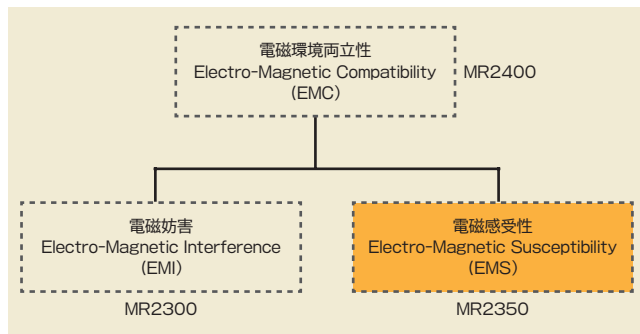 電磁環境両立性
Electro-Magnetic Compatibility
(EMC)
MR2400
電磁妨害
Electro-Magnetic Interference
(EMI)
MR2300
電磁感受性
Electro-Magnetic Susceptibility
(EMS)
MR2350